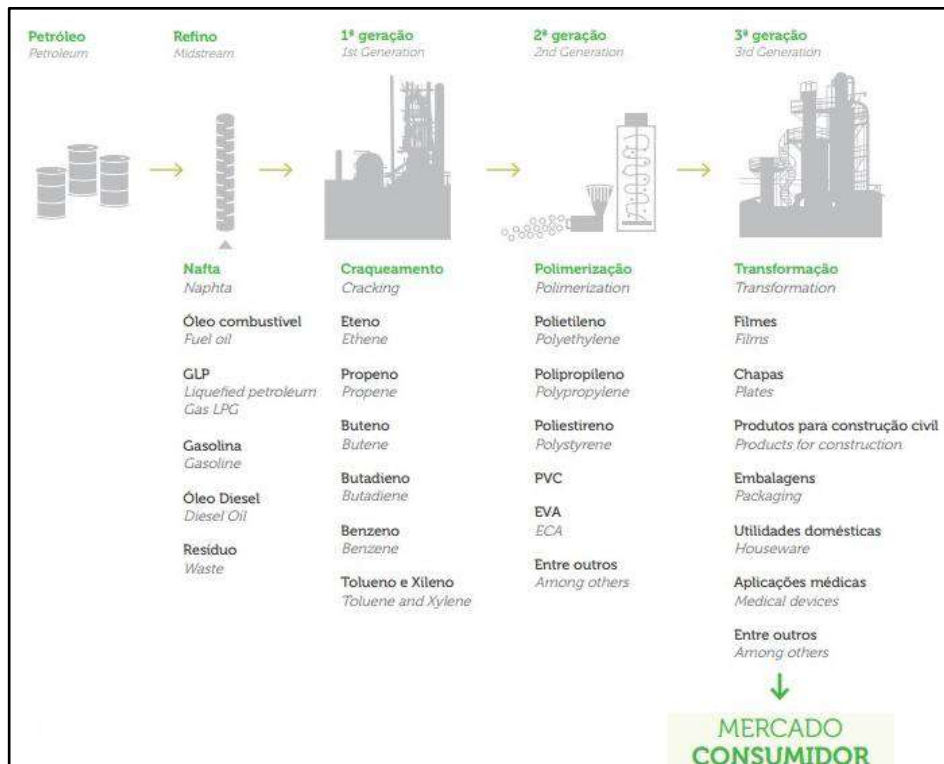 Petróleo
Petroleum
Refino
Midstream
1ª geração
1st Generation
2ª geração
2nd Generation
3ª geração
3rd Generation
Nafta
Naphta
Óleo combustível
Fuel oil
GLP
Liquefied petroleum
Gas LPG
Gasolina
Gasoline
Óleo Diesel
Diesel Oil
Resíduo
Waste
Craqueamento
Cracking
Eteno
Ethene
Propeno
Propene
Buteno
Butene
Butadieno
Butadiene
Benzeno
Benzene
Tolueno e Xileno
Toluene and Xylene
Polimerização
Polimerization
Polietileno
Polyethylene
Polipropileno
Polypropylene
Poliestireno
Polystyrene
PVC
EVA
ECA
Entre outros
Among others
Transformação
Transformation
Filmes
Films
Chapas
Plates
Produtos para construção civil
Products for construction
Embalagens
Packaging
Utilidades domésticas
Houseware
Aplicações médicas
Medical devices
Entre outros
Among others
MERCADO
CONSUMIDOR